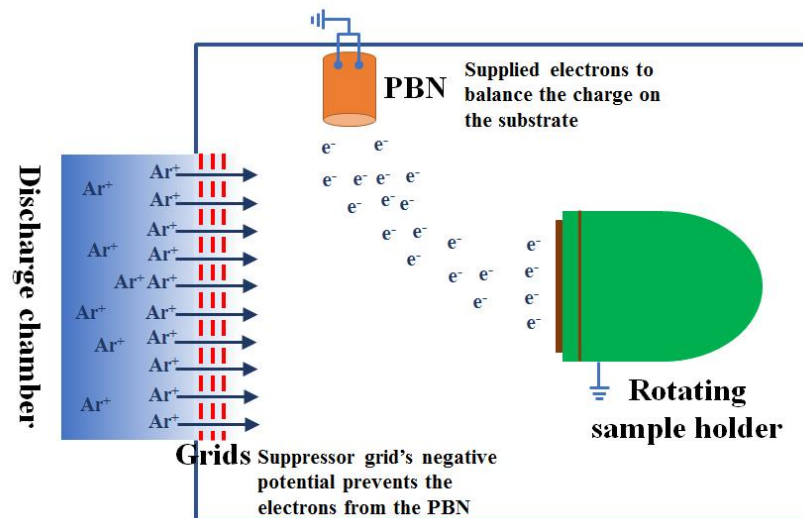 PBN
Supplied electrons to
balance the charge on
the substrate
Discharge chamber
Ar⁺
Ar⁺
Ar⁺
Ar⁺
Ar⁺
Ar⁺
Ar⁺ Ar⁺
Ar⁺
Ar⁺
Ar⁺
Ar⁺
Ar⁺
Ar⁺
Ar⁺
Ar⁺
e⁻ e⁻
e⁻ e⁻ e⁻ e⁻
e⁻ e⁻ e⁻
e⁻ e⁻
e⁻ e⁻ e⁻
e⁻ e⁻ e⁻
e⁻ e⁻
e⁻
Rotating
sample holder
Grids
Suppressor grid's negative
potential prevents the
electrons from the PBN